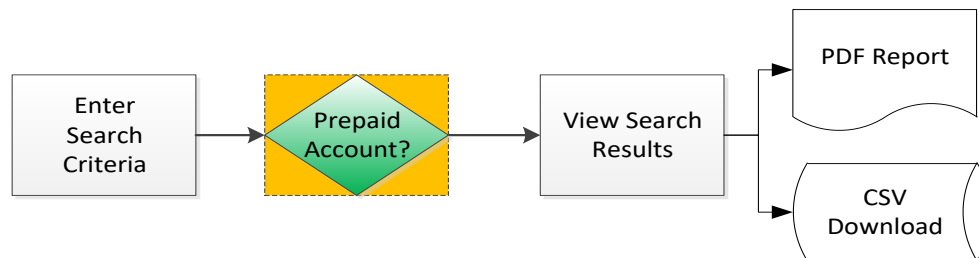 Enter
Search
Criteria
Prepaid
Account?
View Search
Results
PDF Report
CSV
Download